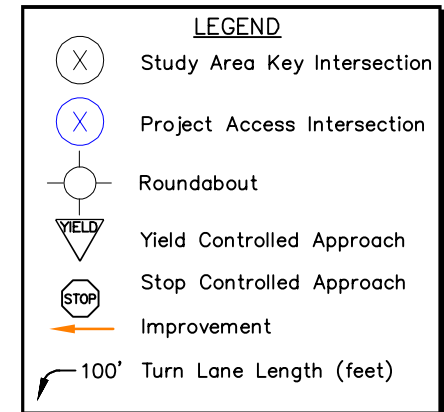 LEGEND
X Study Area Key Intersection
X Project Access Intersection
Roundabout
YIELD Yield Controlled Approach
STOP Stop Controlled Approach
Improvement
100' Turn Lane Length (feet)